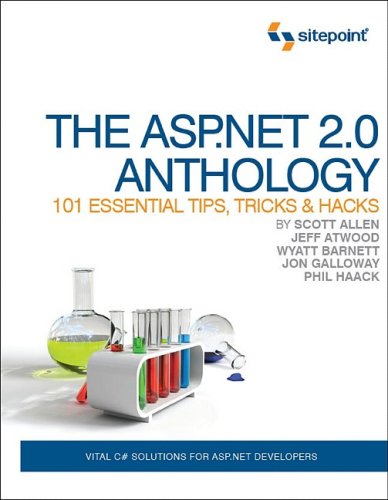 sitepoint®
THE ASP.NET 2.0
ANTHOLOGY
101 ESSENTIAL TIPS, TRICKS & HACKS
BY SCOTT ALLEN
JEFF ATWOOD
WYATT BARNETT
JON GALLOWAY
PHIL HAACK
VITAL C# SOLUTIONS FOR ASP.NET DEVELOPERS